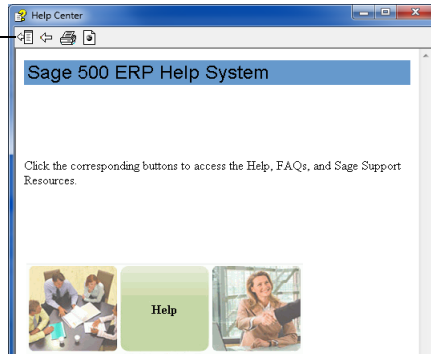 Help Center
Sage 500 ERP Help System
Click the corresponding buttons to access the Help, FAQs, and Sage Support
Resources.
Help